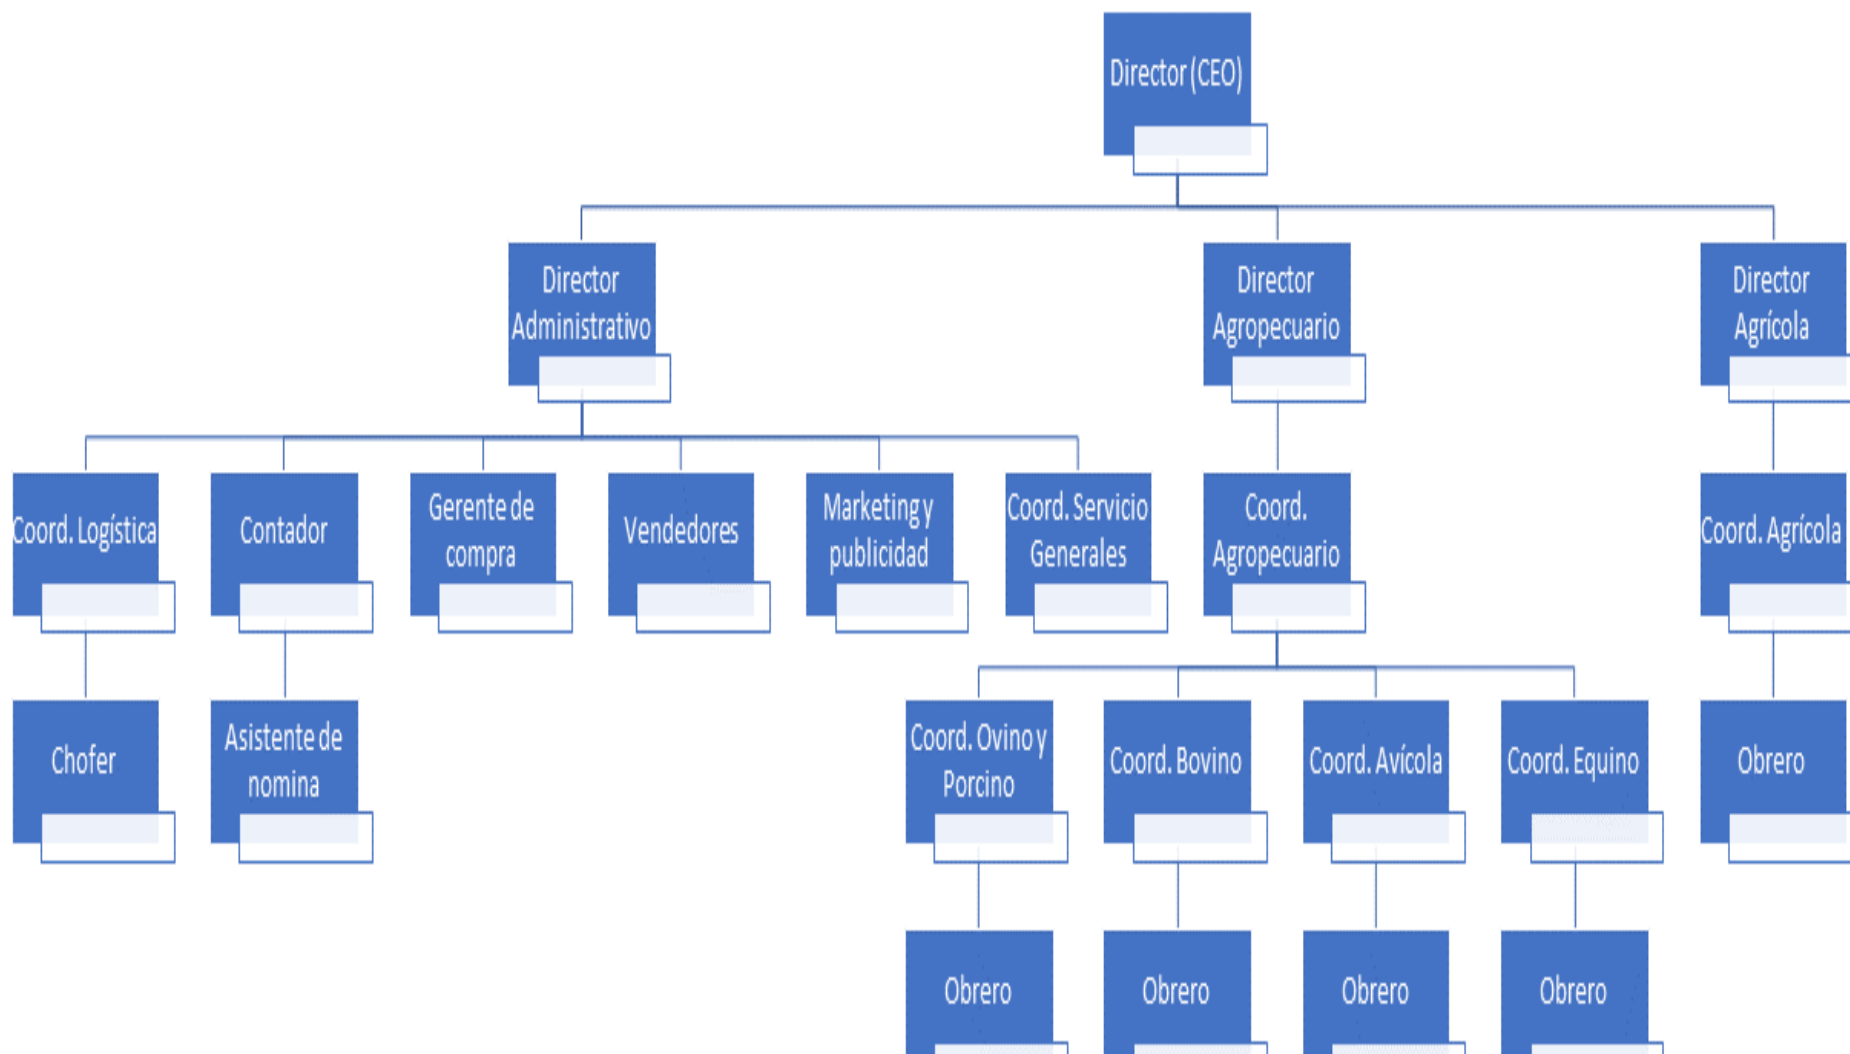 Director (CEO)
Director
Administrativo
Director
Agropecuario
Director
Agrícola
Coord. Logística
Contador
Gerente de
compra
Vendedores
Marketing y
publicidad
Coord. Servicio
Generales
Coord.
Agropecuario
Coord. Agrícola
Chofer
Asistente de
nomina
Coord. Ovino y
Porcino
Coord. Bovino
Coord. Avícola
Coord. Equino
Obrero
Obrero
Obrero
Obrero
Obrero